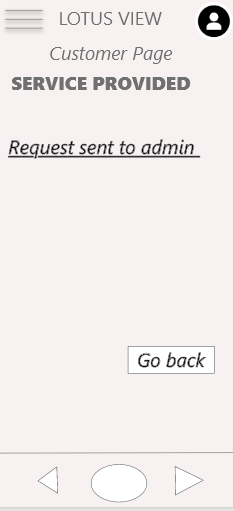 LOTUS VIEW
Customer Page
SERVICE PROVIDED
Request sent to admin
Go back